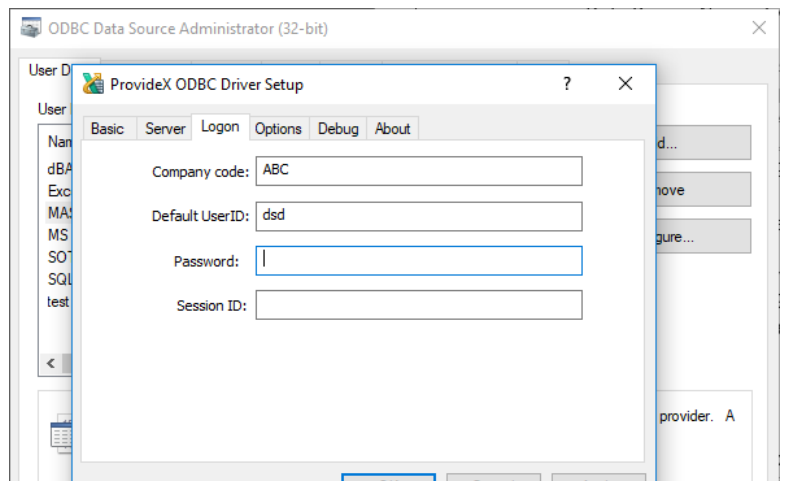 ODBC Data Source Administrator (32-bit)
User D
ProvideX ODBC Driver Setup
?
User
Basic Server Logon Options Debug About
Nam
d...
Company code: ABC
dBA
Exc
nove
MAS
Default UserID: dsd
MS
gure...
SOT
Password:
SQL
test
Session ID:
<
provider. A